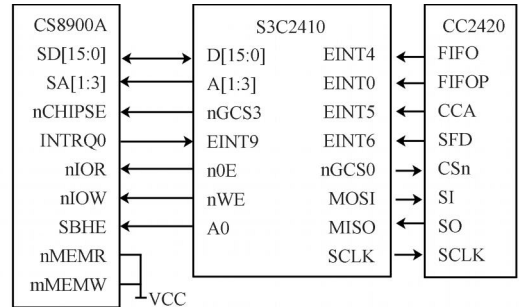 CS8900A S3C2410 CC2420
SD[15:0] D[15:0] EINT4 FIFO
SA[1:3] A[1:3] EINT0 FIFOP
nCHIPSE nGCS3 EINT5 CCA
INTRQ0 EINT9 EINT6 SFD
nIOR n0E nGCS0 CSn
nIOW nWE MOSI SI
SBHE A0 MISO SO
nMEMR SCLK SCLK
mMEMW
VCC